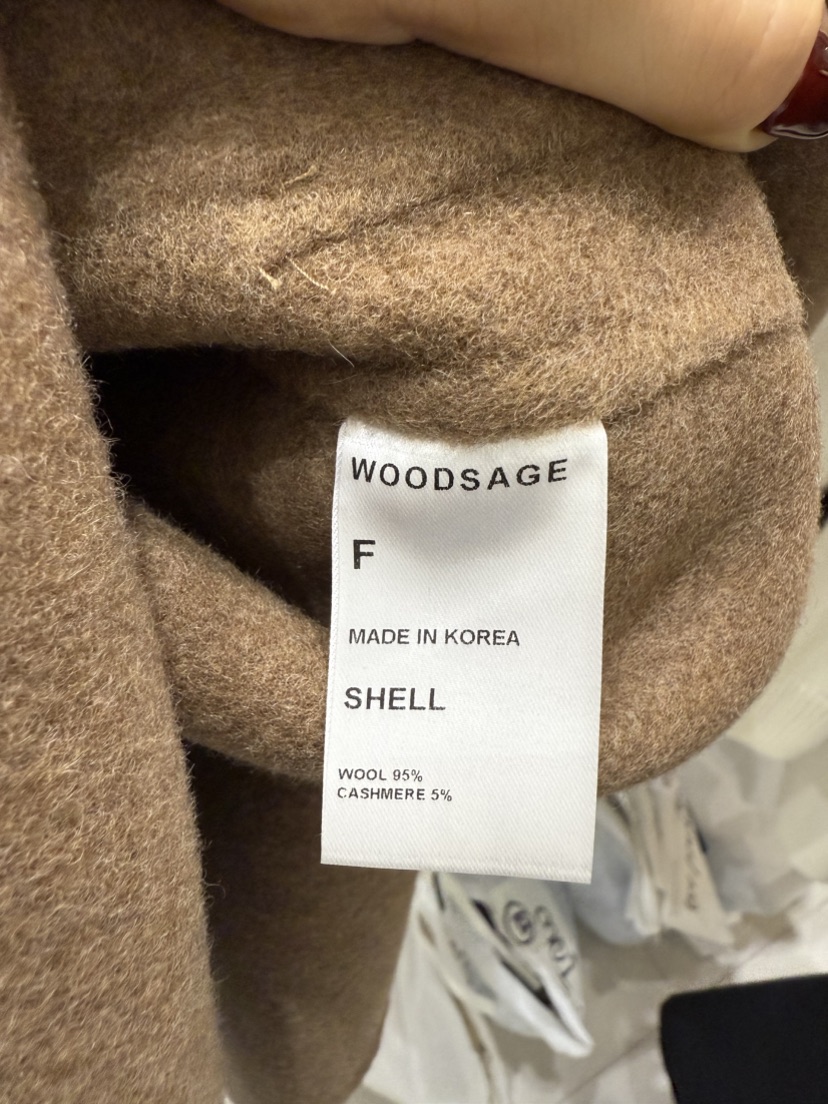 WOODSAGE
F
MADE IN KOREA
SHELL
WOOL 95%
CASHMERE 5%